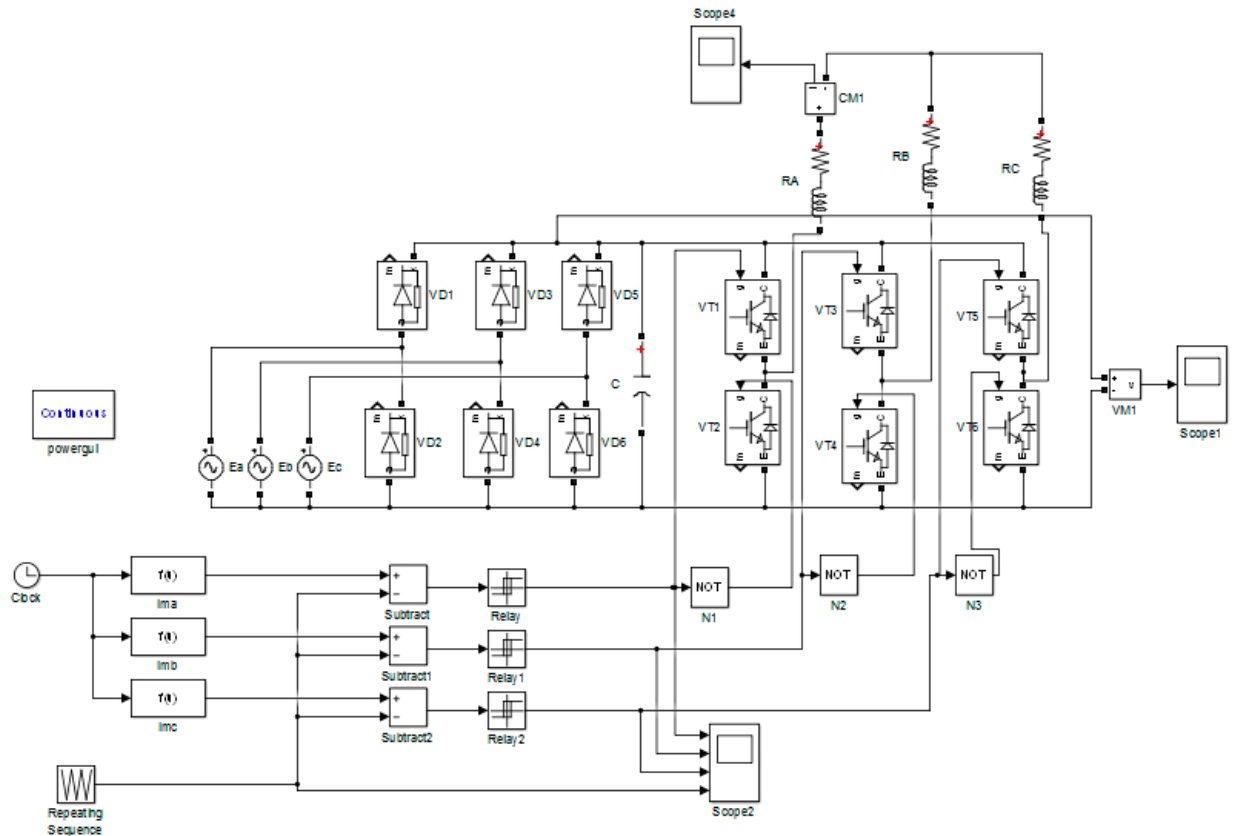 Scope4
CM1
RA
RB
RC
VD1
VD3
VD5
VT1
VT3
VT5
C
Continuous
powergui
VD2
VD4
VD6
VT2
VT4
VT6
VM1
Scope1
Ea
Eb
Ec
Clock
f(u)
Ima
Subtract
Relay
NOT
N1
NOT
N2
NOT
N3
f(u)
Imb
Subtract1
Relay1
f(u)
Imc
Subtract2
Relay2
Repeating
Sequence
Scope2